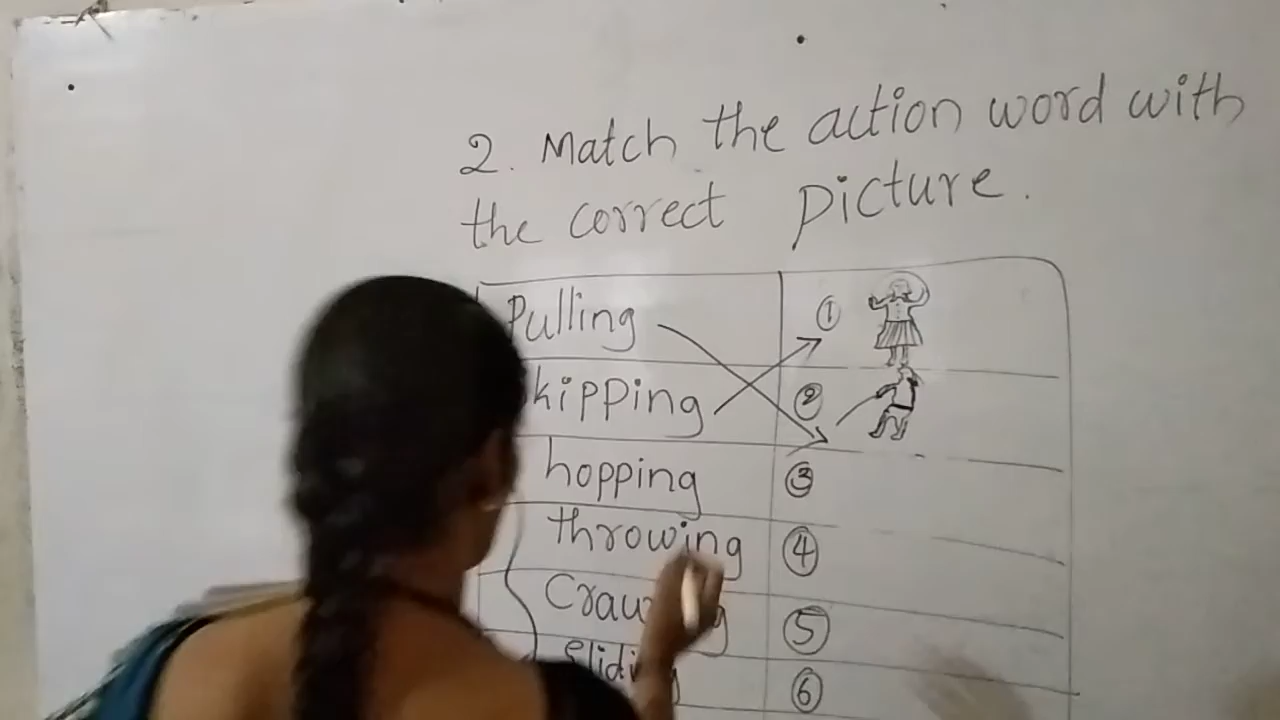 2. Match the action word with
the correct picture.
Pulling ①
kipping ②
hopping ③
throwing ④
⑤
⑥